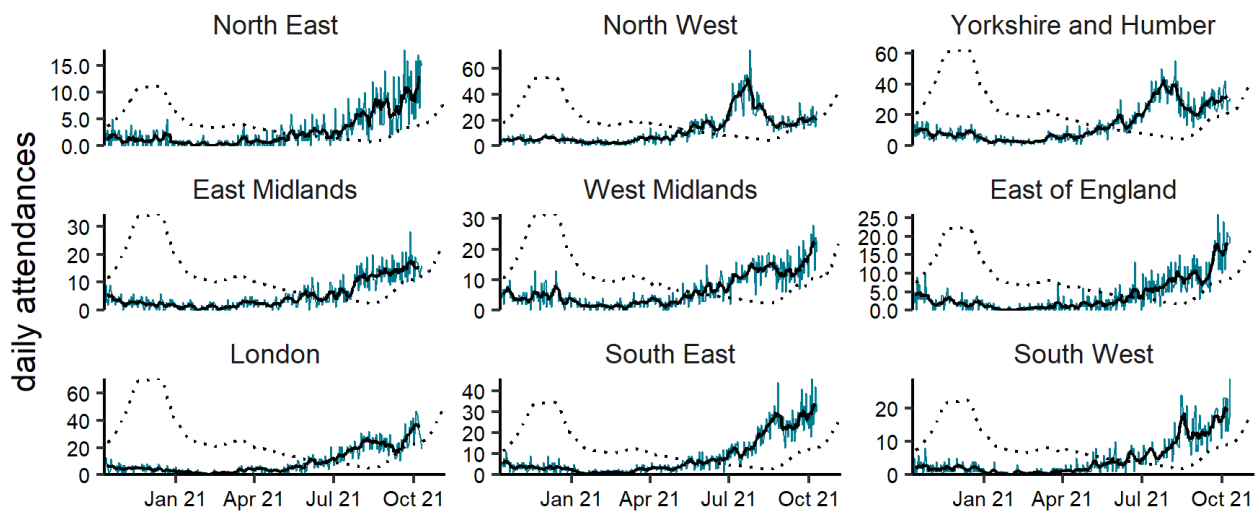 daily attendances
North East
15.0
10.0
5.0
0.0
North West
60
40
20
0
Yorkshire and Humber
60
40
20
0
East Midlands
30
20
10
0
West Midlands
30
20
10
0
East of England
25.0
20.0
15.0
10.0
5.0
0.0
London
60
40
20
0
Jan 21 Apr 21 Jul 21 Oct 21
South East
40
30
20
10
0
Jan 21 Apr 21 Jul 21 Oct 21
South West
20
10
0
Jan 21 Apr 21 Jul 21 Oct 21